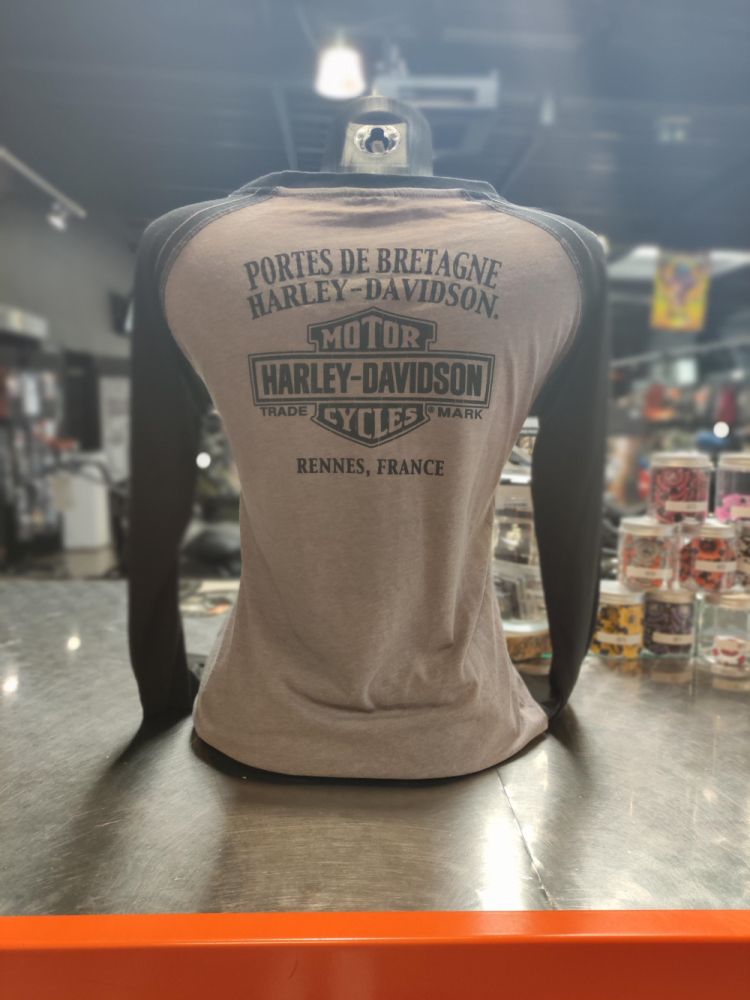 PORTES DE BRETAGNE
HARLEY-DAVIDSON.
MOTOR
HARLEY-DAVIDSON
TRADE ® MARK
CYCLES
RENNES, FRANCE